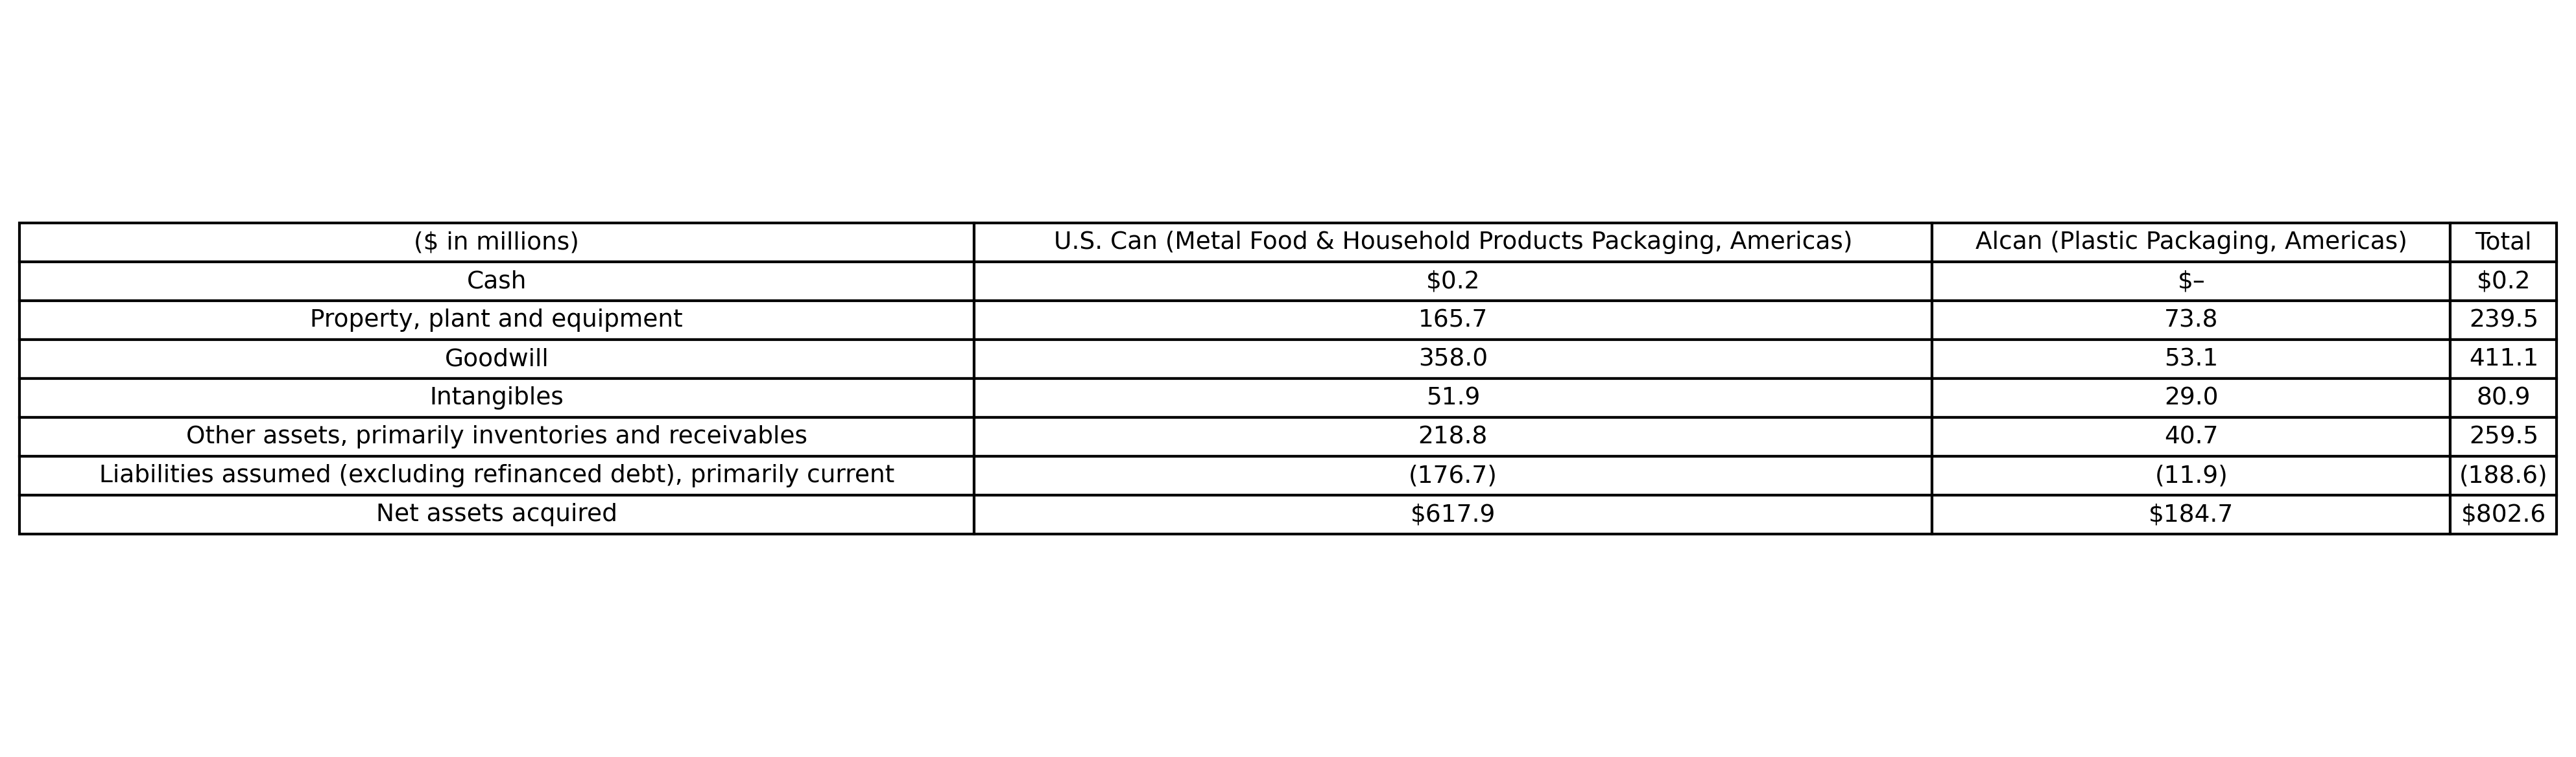 ($ in millions) U.S. Can (Metal Food & Household Products Packaging, Americas) Alcan (Plastic Packaging, Americas) Total
Cash $0.2 $– $0.2
Property, plant and equipment 165.7 73.8 239.5
Goodwill 358.0 53.1 411.1
Intangibles 51.9 29.0 80.9
Other assets, primarily inventories and receivables 218.8 40.7 259.5
Liabilities assumed (excluding refinanced debt), primarily current (176.7) (11.9) (188.6)
Net assets acquired $617.9 $184.7 $802.6